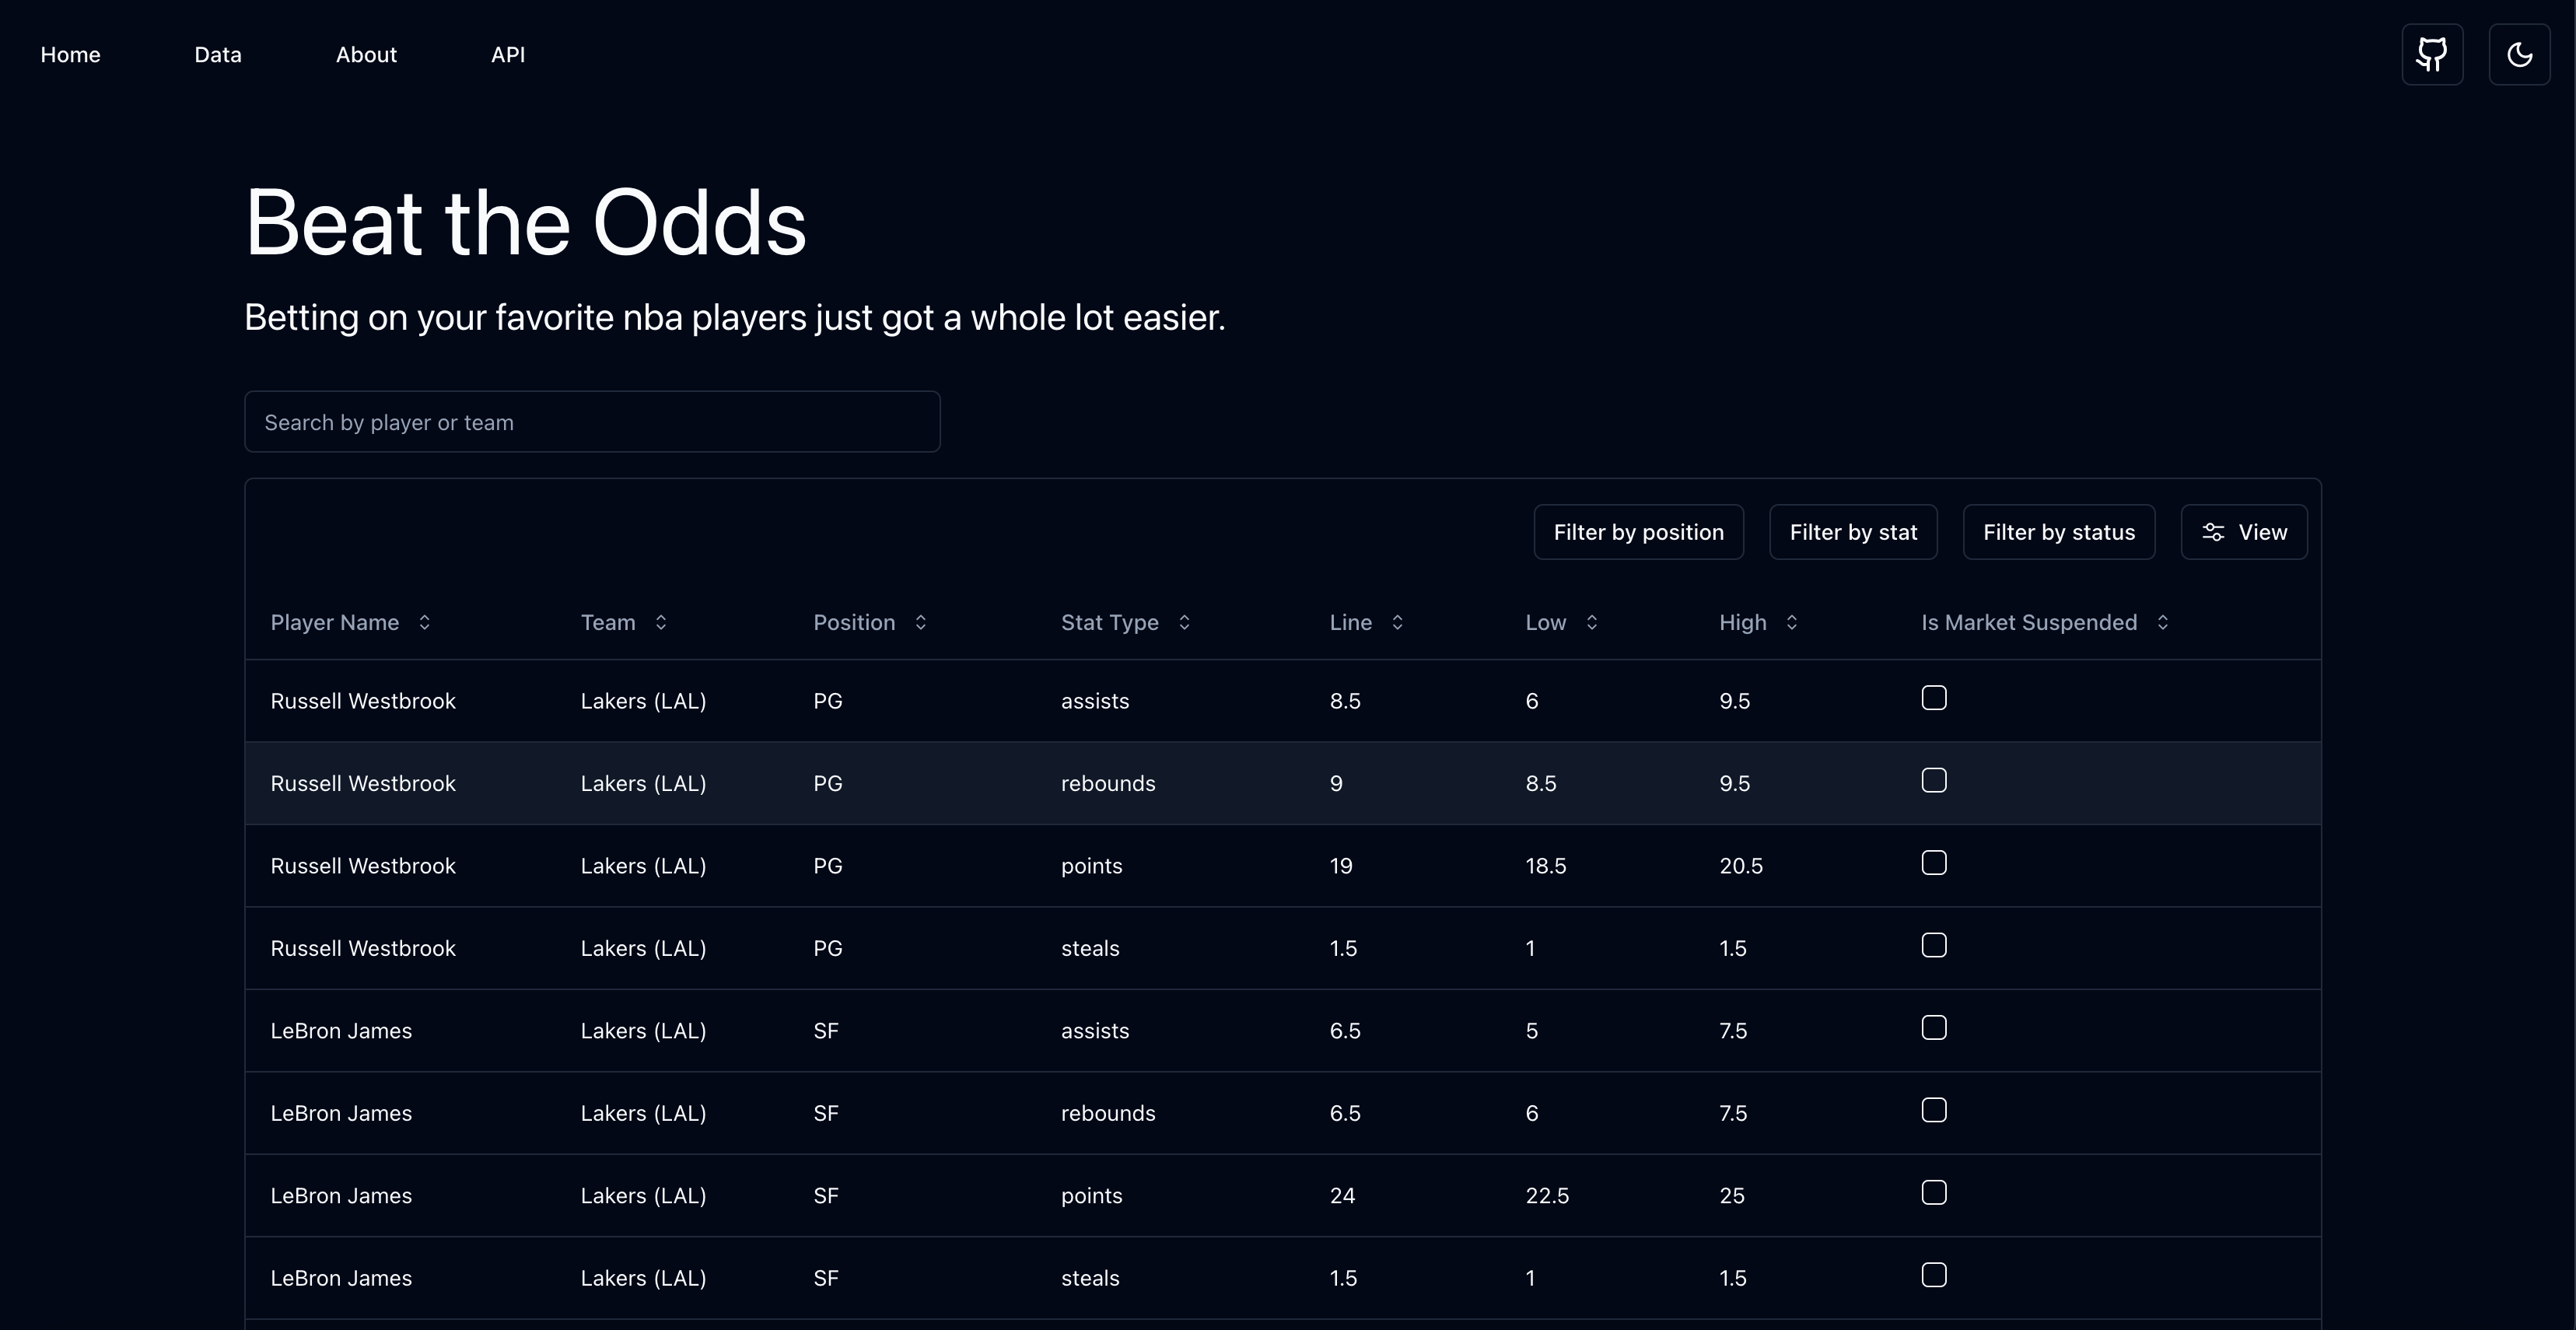 Home Data About API
Beat the Odds
Betting on your favorite nba players just got a whole lot easier.
Search by player or team
Filter by position Filter by stat Filter by status View
Player Name Team Position Stat Type Line Low High Is Market Suspended
Russell Westbrook Lakers (LAL) PG assists 8.5 6 9.5
Russell Westbrook Lakers (LAL) PG rebounds 9 8.5 9.5
Russell Westbrook Lakers (LAL) PG points 19 18.5 20.5
Russell Westbrook Lakers (LAL) PG steals 1.5 1 1.5
LeBron James Lakers (LAL) SF assists 6.5 5 7.5
LeBron James Lakers (LAL) SF rebounds 6.5 6 7.5
LeBron James Lakers (LAL) SF points 24 22.5 25
LeBron James Lakers (LAL) SF steals 1.5 1 1.5